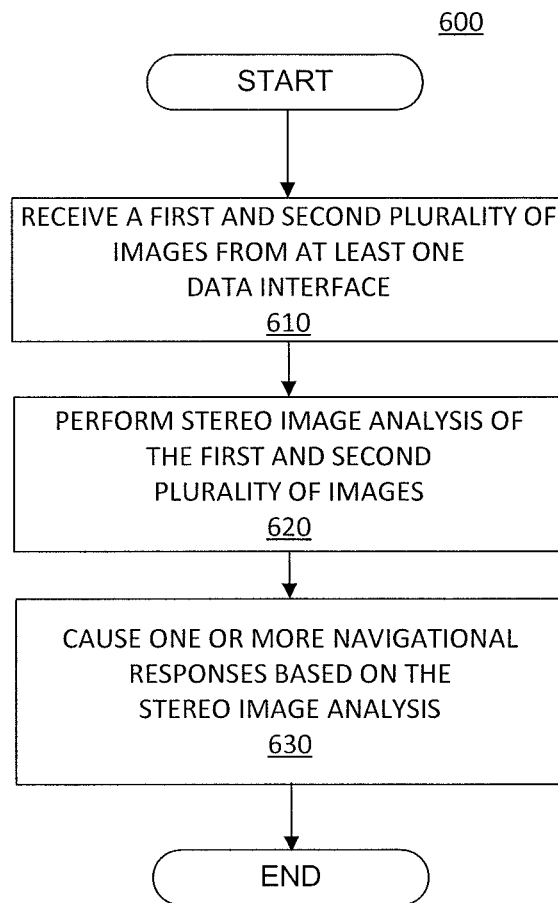 600
START
RECEIVE A FIRST AND SECOND PLURALITY OF
IMAGES FROM AT LEAST ONE
DATA INTERFACE
610
PERFORM STEREO IMAGE ANALYSIS OF
THE FIRST AND SECOND
PLURALITY OF IMAGES
620
CAUSE ONE OR MORE NAVIGATIONAL
RESPONSES BASED ON THE
STEREO IMAGE ANALYSIS
630
END